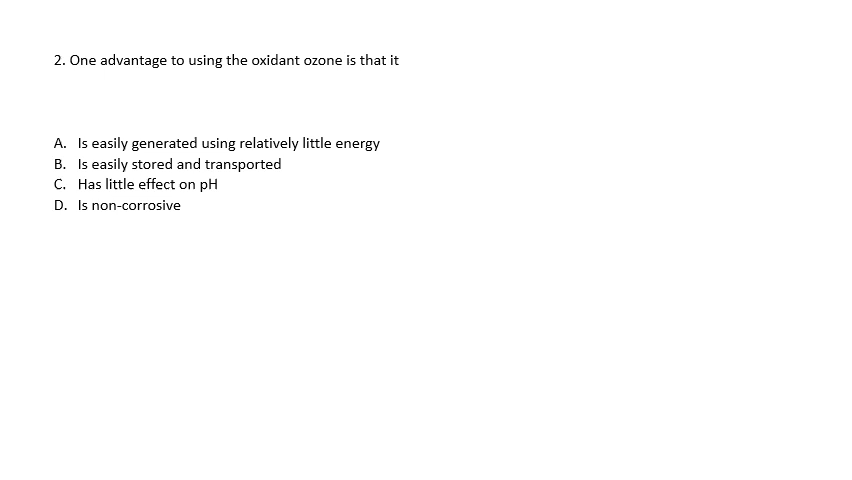 2. One advantage to using the oxidant ozone is that it
A. Is easily generated using relatively little energy
B. Is easily stored and transported
C. Has little effect on pH
D. Is non-corrosive